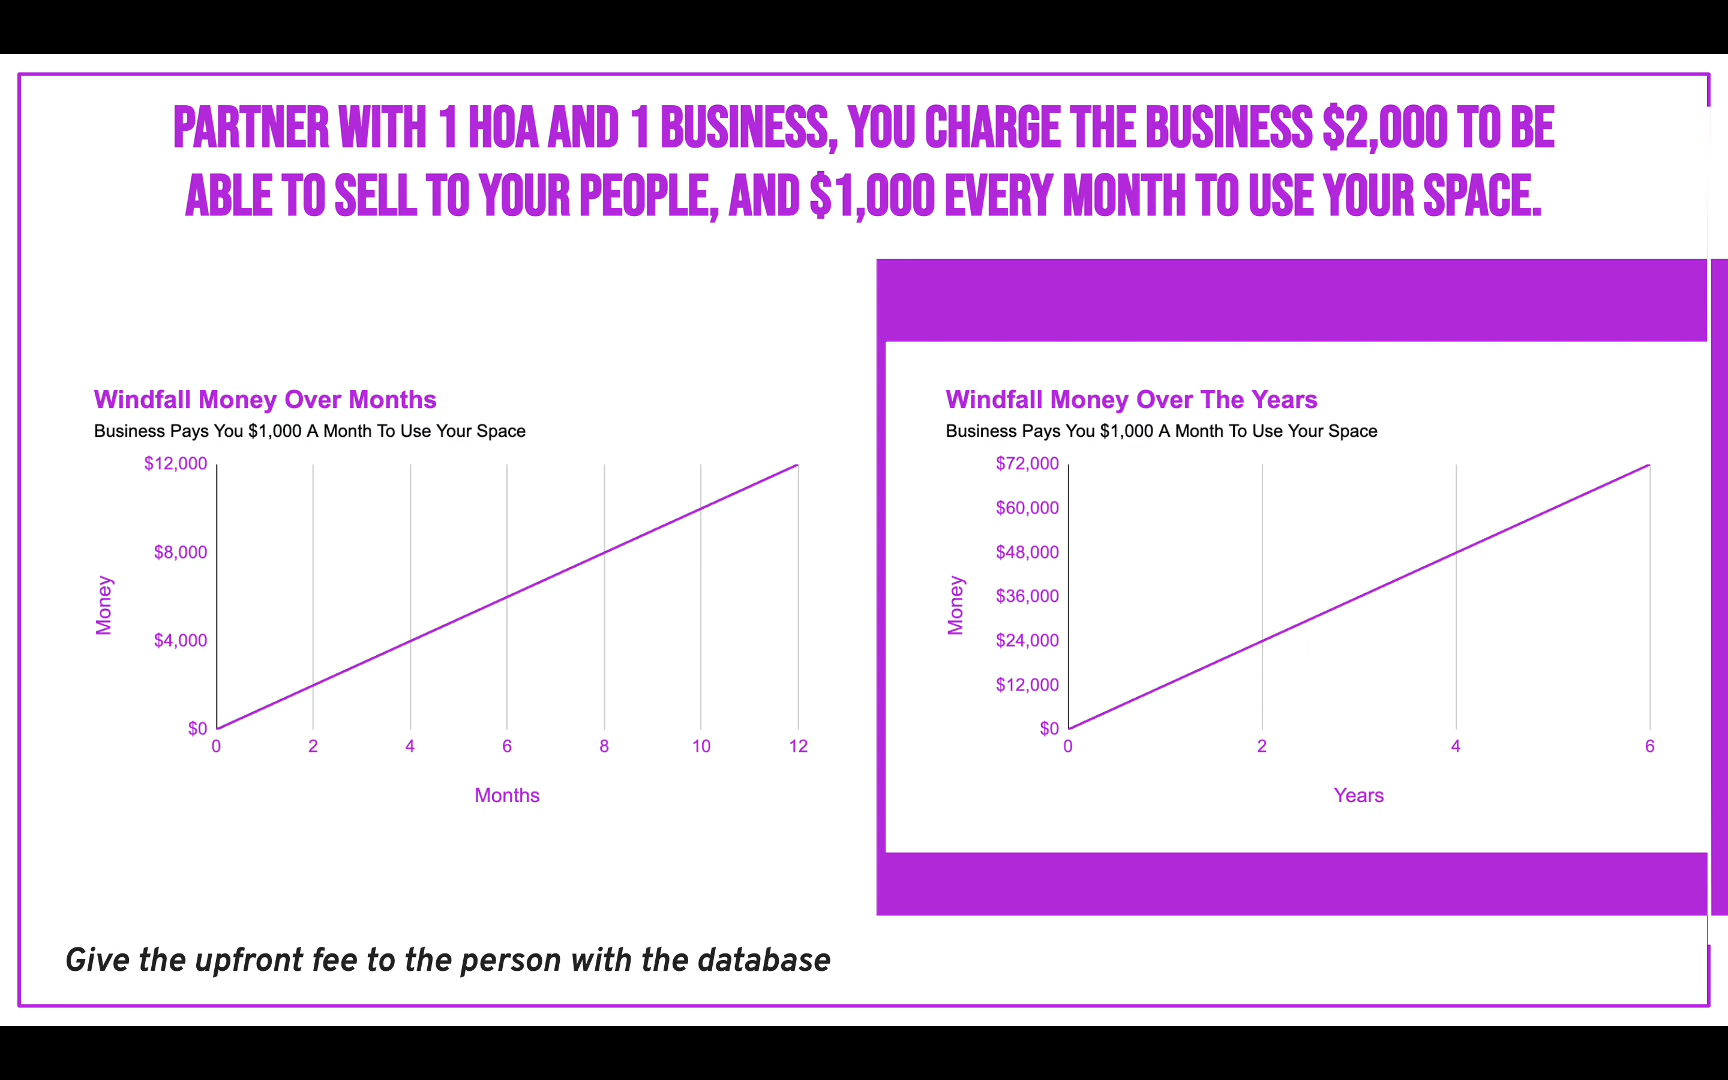 PARTNER WITH 1 HOA AND 1 BUSINESS, YOU CHARGE THE BUSINESS $2,000 TO BE
ABLE TO SELL TO YOUR PEOPLE, AND $1,000 EVERY MONTH TO USE YOUR SPACE.
Windfall Money Over Months
Business Pays You $1,000 A Month To Use Your Space
$12,000
$8,000
$4,000
$0
Money
0 2 4 6 8 10 12
Months
Windfall Money Over The Years
Business Pays You $1,000 A Month To Use Your Space
$72,000
$60,000
$48,000
$36,000
$24,000
$12,000
$0
Money
0 2 4 6
Years
Give the upfront fee to the person with the database